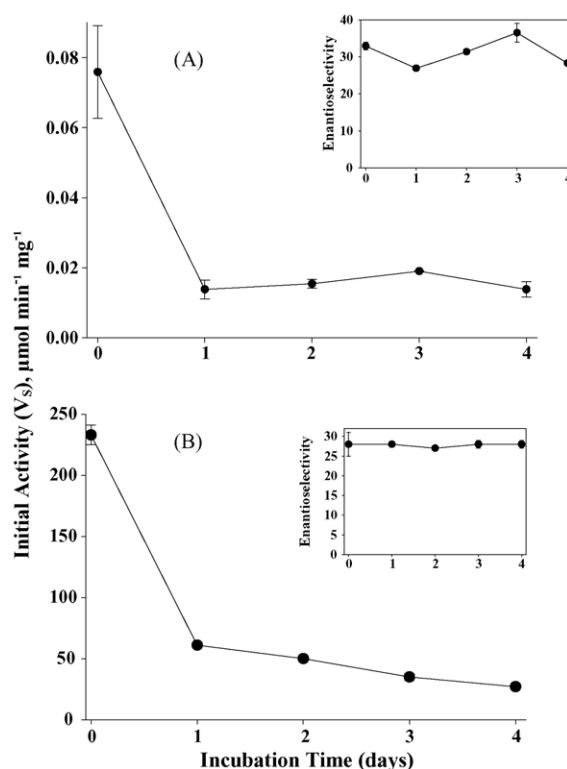 Initial Activity (Vs), µmol min⁻¹ mg⁻¹
(A)
0.08
0.06
0.04
0.02
0.00
0 1 2 3 4
Enantioselectivity
40
30
20
10
0
0 1 2 3 4
(B)
250
200
150
100
50
0
0 1 2 3 4
Enantioselectivity
30
25
20
15
10
5
0
0 1 2 3 4
Incubation Time (days)